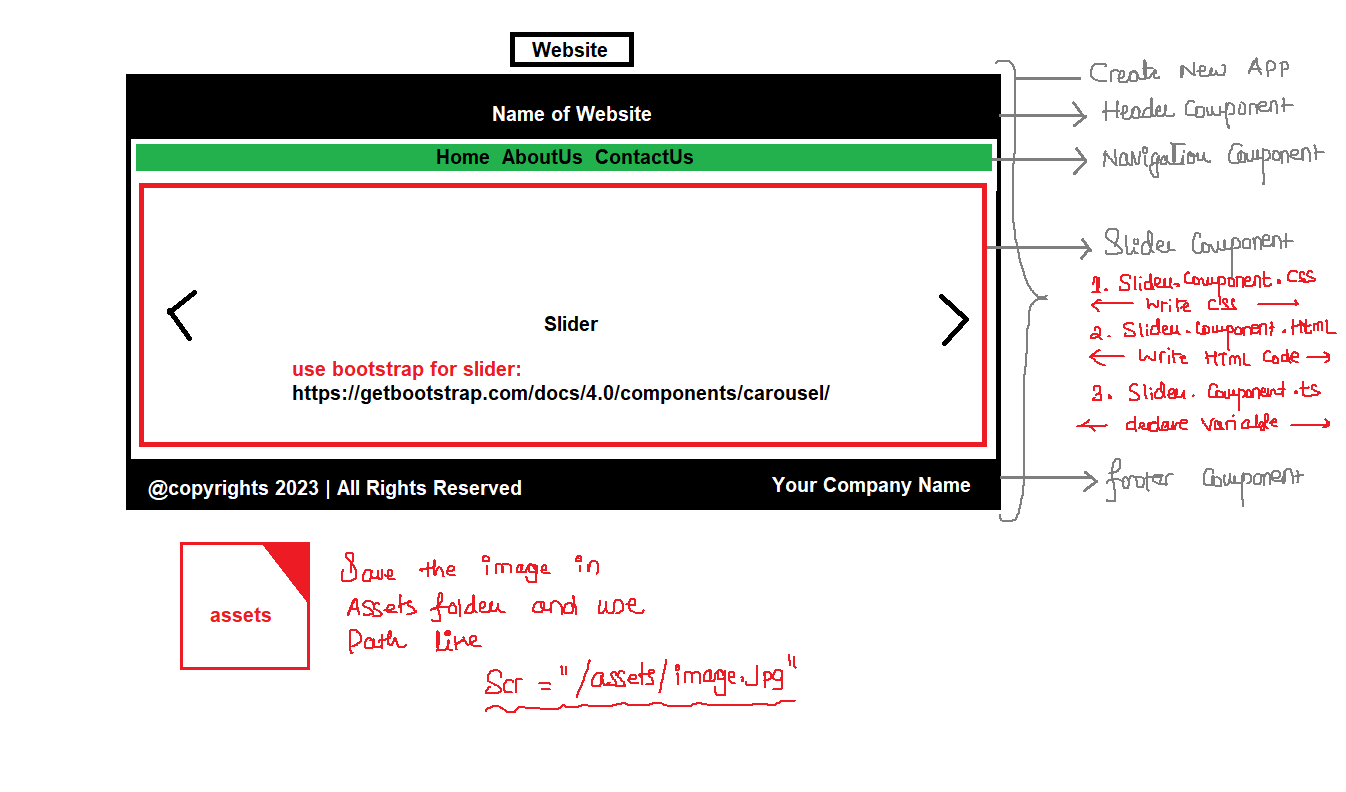 Website
Name of Website
Home AboutUs ContactUs
Slider
use bootstrap for slider:
https://getbootstrap.com/docs/4.0/components/carousel/
@copyrights 2023 | All Rights Reserved
Your Company Name
Create New App
Header Component
Navigation Component
Slider Component
1. Slider.component.css
write css
2. Slider.component.Html
Write HTML Code
3. Slider.Component.ts
declare variable
footer Component
assets
Save the image in
Assets folder and use
Path line
Scr = "/assets/image.Jpg"